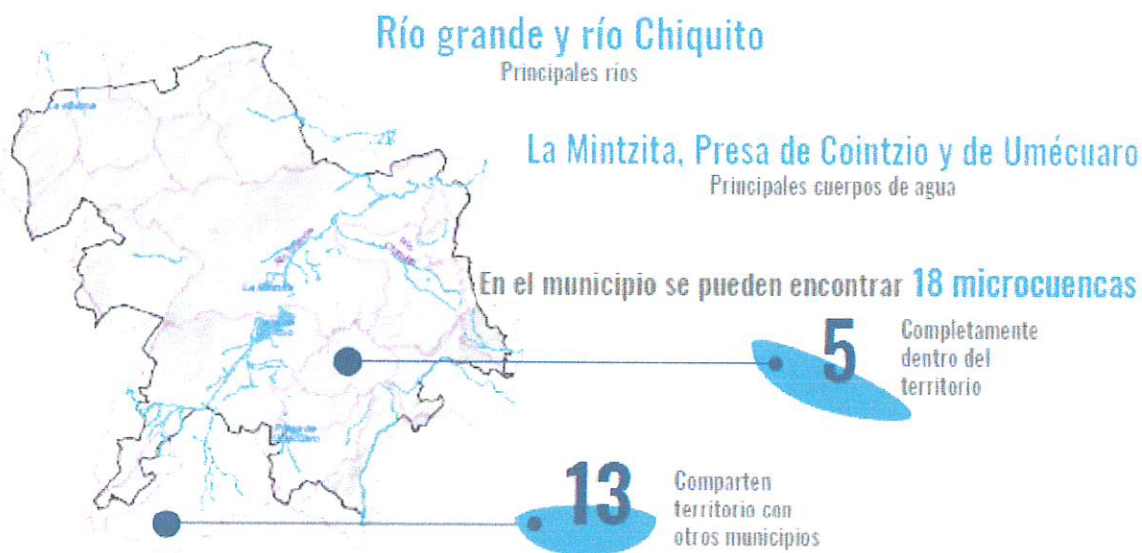 Río grande y río Chiquito
Principales ríos
La Mintzita, Presa de Cointzio y de Umécuaro
Principales cuerpos de agua
En el municipio se pueden encontrar 18 microcuencas
5
Completamente
dentro del
territorio
13
Comparten
territorio con
otros municipios